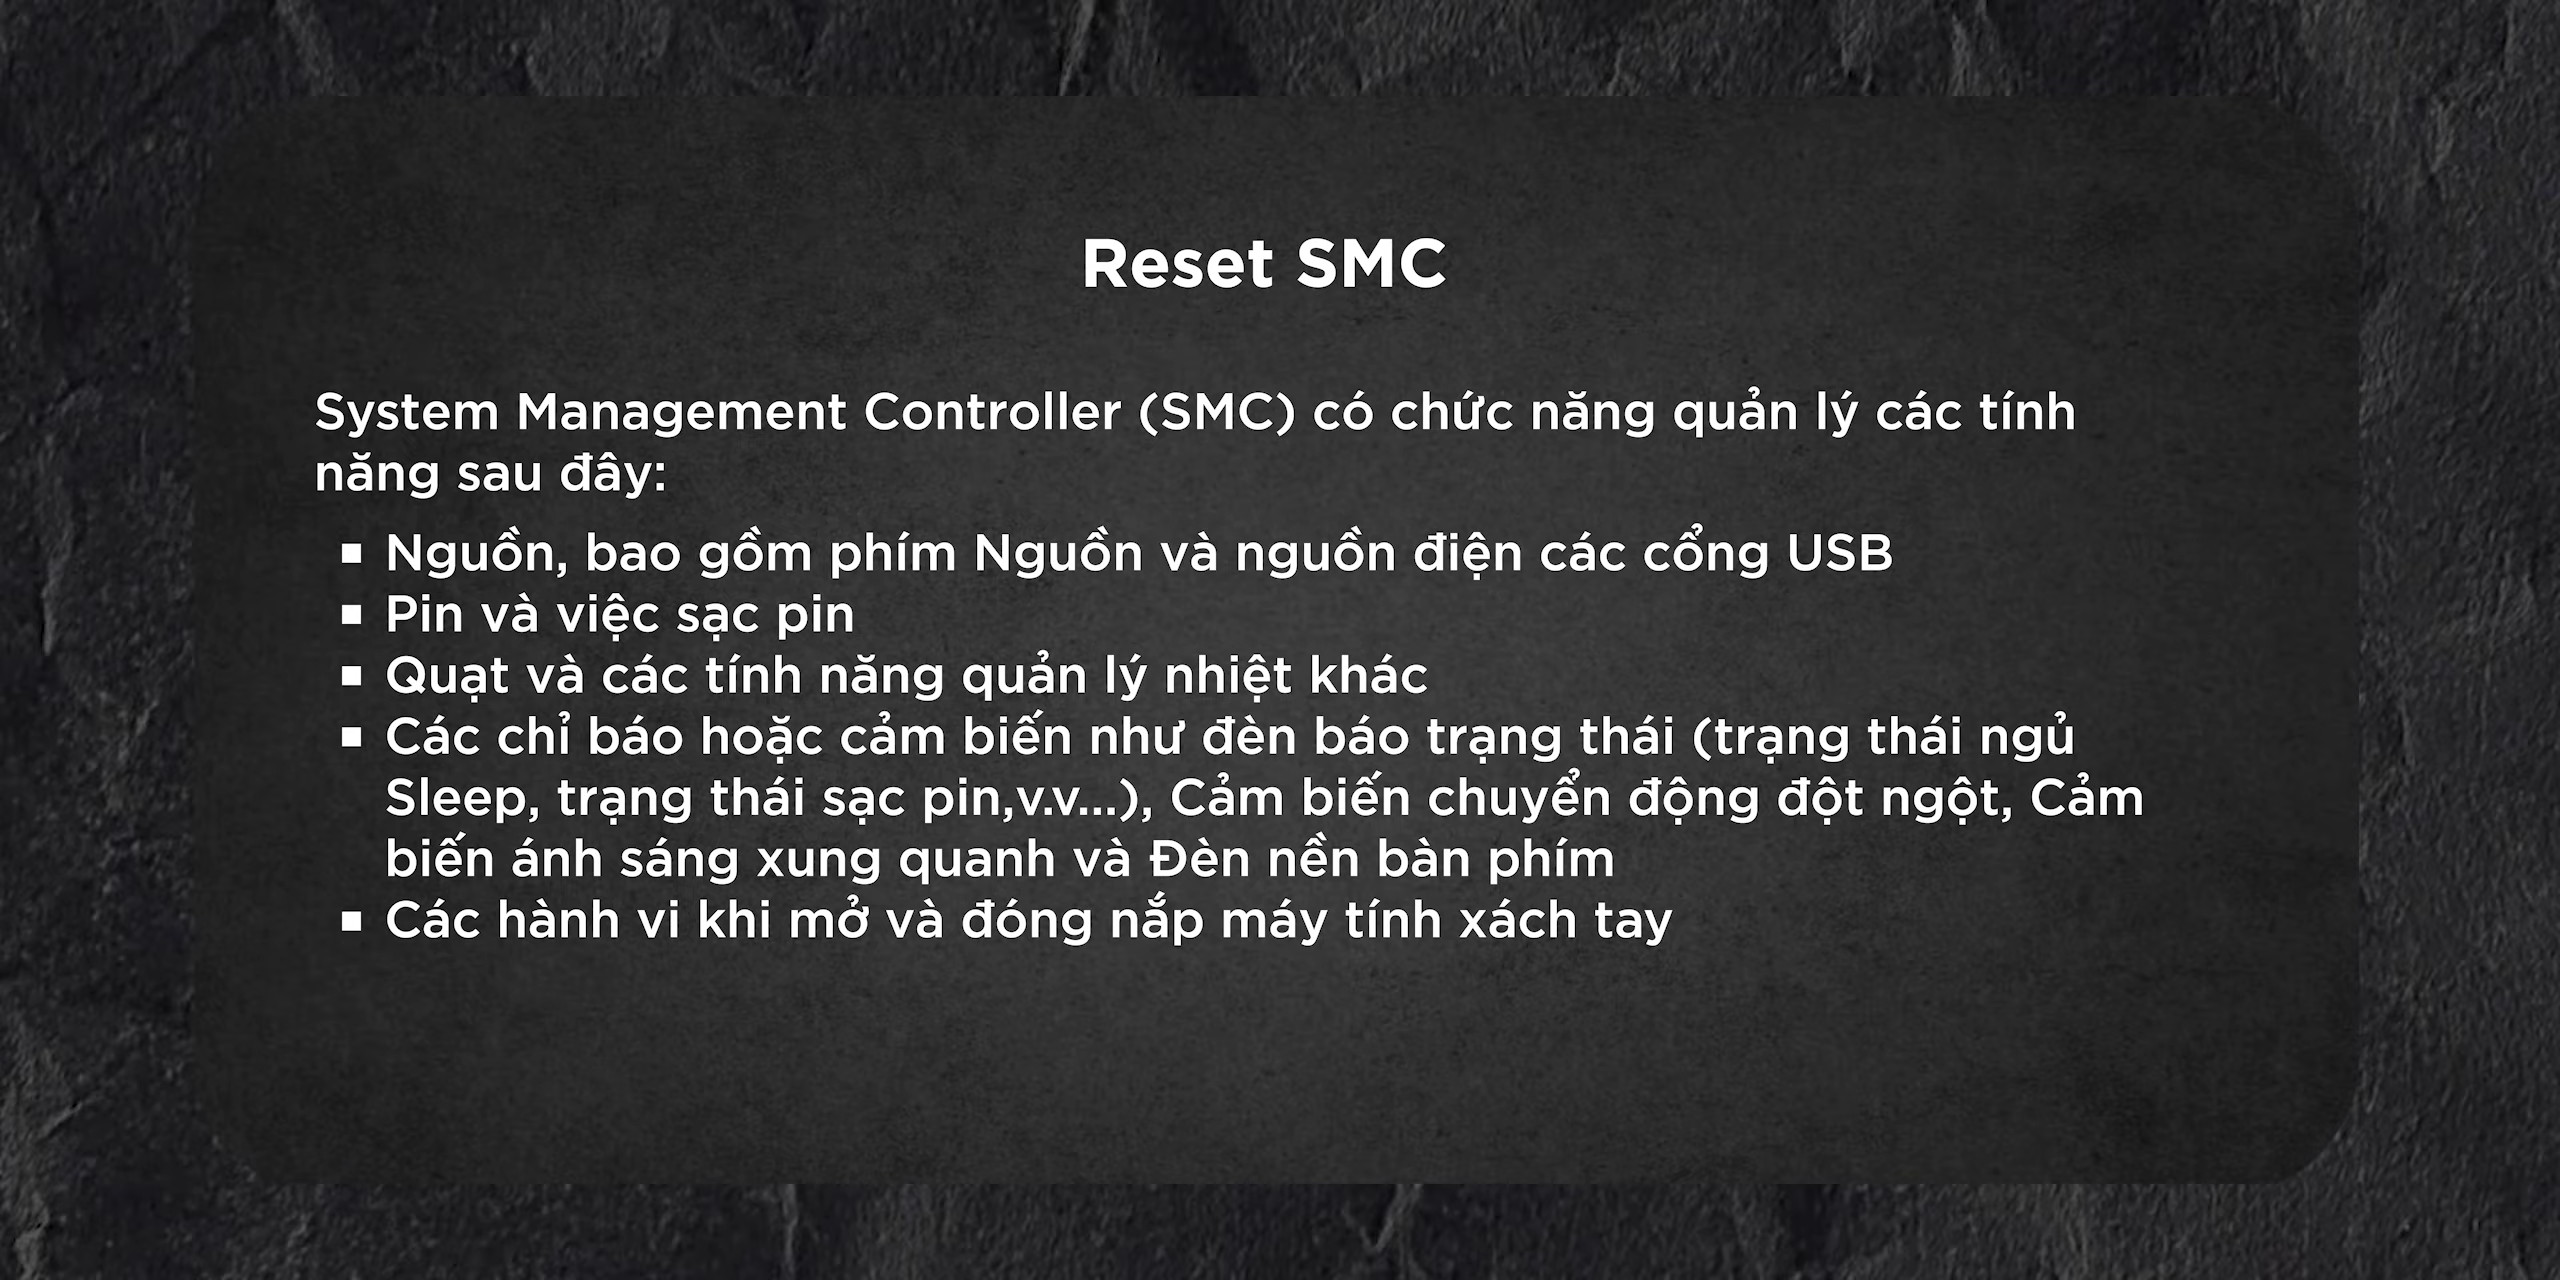 Reset SMC
System Management Controller (SMC) có chức năng quản lý các tính
năng sau đây:
▪ Nguồn, bao gồm phím Nguồn và nguồn điện các cổng USB
▪ Pin và việc sạc pin
▪ Quạt và các tính năng quản lý nhiệt khác
▪ Các chỉ báo hoặc cảm biến như đèn báo trạng thái (trạng thái ngủ
Sleep, trạng thái sạc pin,v.v...), Cảm biến chuyển động đột ngột, Cảm
biến ánh sáng xung quanh và Đèn nền bàn phím
▪ Các hành vi khi mở và đóng nắp máy tính xách tay